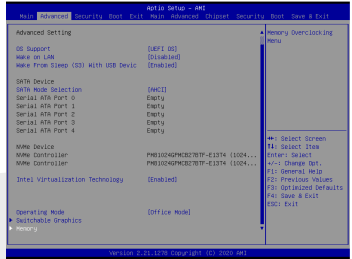 Aptio Setup - AMI
Main Advanced Security Boot Exit Main Advanced Chipset Security Boot Save & Exit
Advanced Setting
Memory Overclocking
Menu
OS Support [UEFI OS]
Wake on LAN [Disabled]
Wake From Sleep (S3) With USB Devic [Enabled]
SATA Device
SATA Mode Selection [AHCI]
Serial ATA Port 0 Empty
Serial ATA Port 1 Empty
Serial ATA Port 2 Empty
Serial ATA Port 3 Empty
Serial ATA Port 4 Empty
NVMe Device
NVMe Controller
NVMe Controller
Intel Virtualization Technology [Enabled]
Operating Mode [Office Mode]
Switchable Graphics
Memory
: Select Screen
: Select Item
Enter: Select
+/-: Change Opt.
F1: General Help
F2: Previous Values
F3: Optimized Defaults
F4: Save & Exit
ESC: Exit
Version 2.21.1278 Copyright (C) 2020 AMI